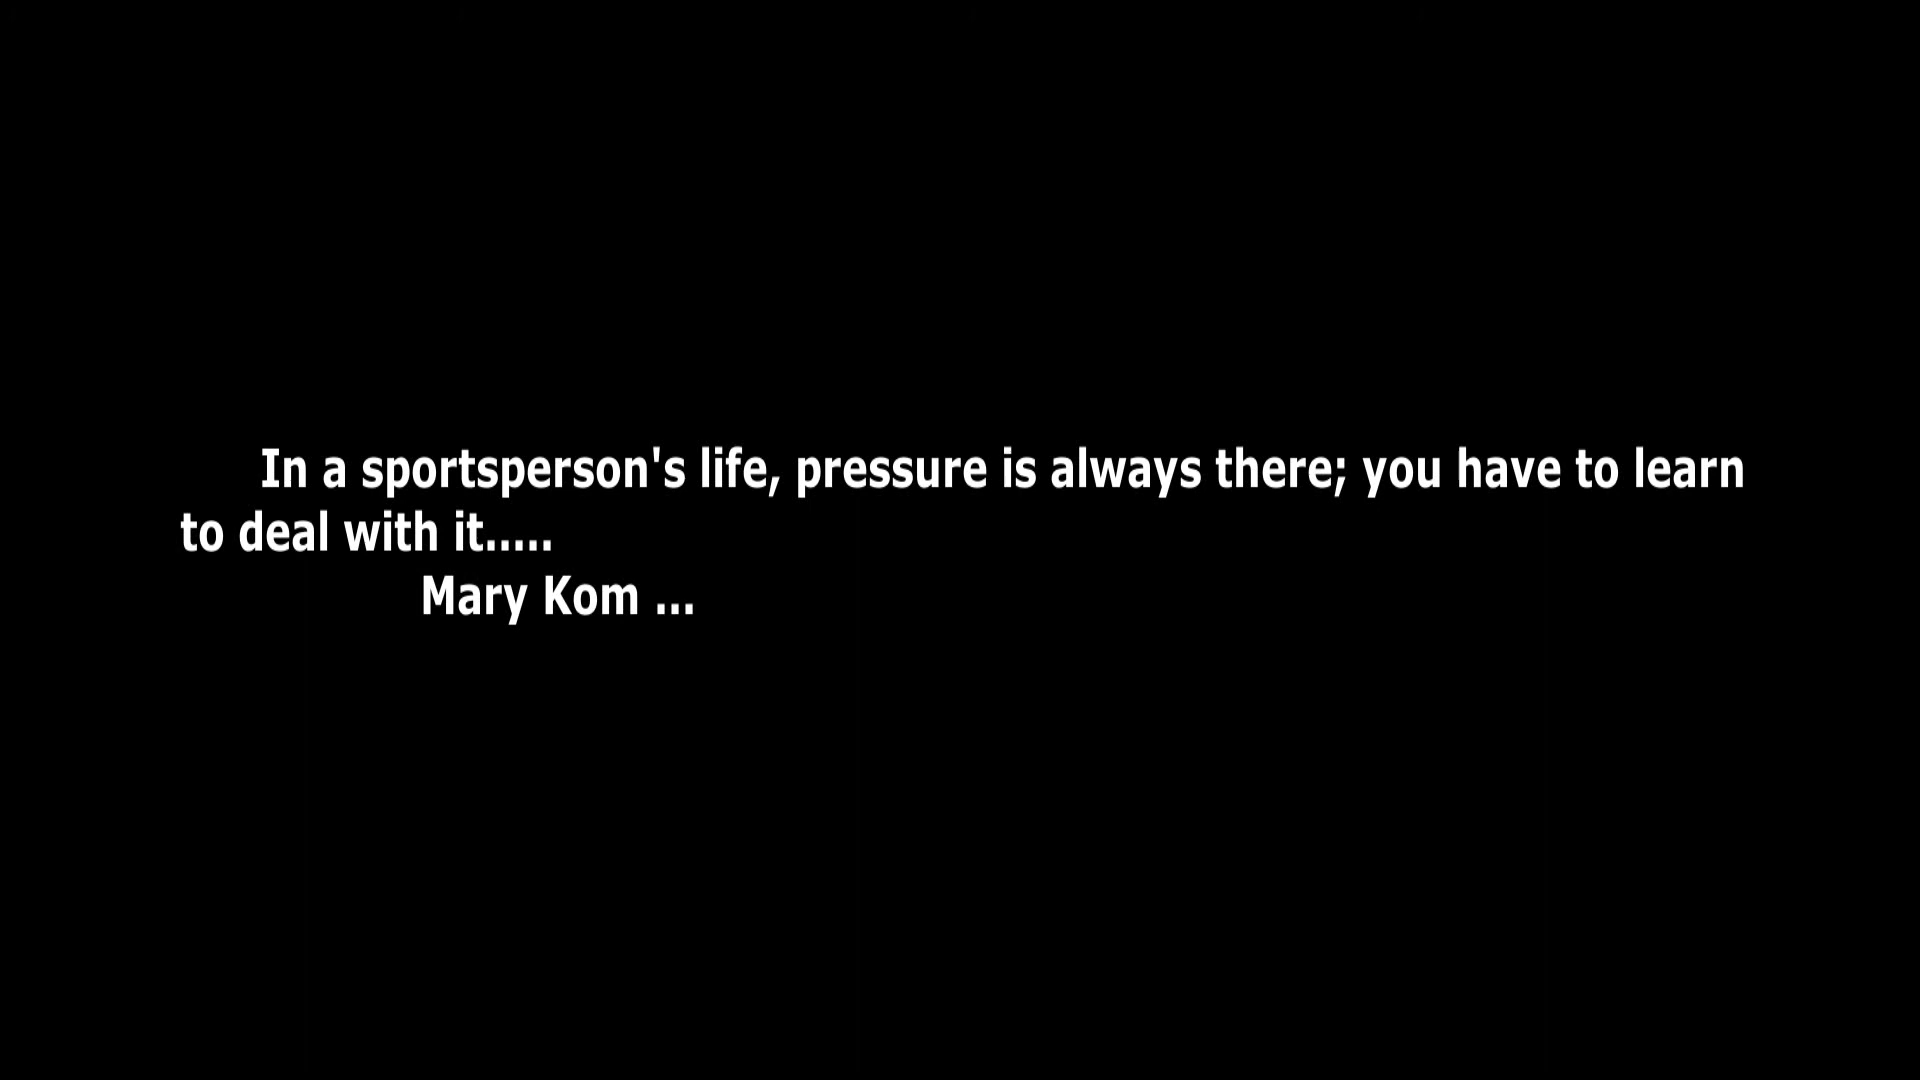 In a sportsperson's life, pressure is always there; you have to learn
to deal with it.....
Mary Kom ...